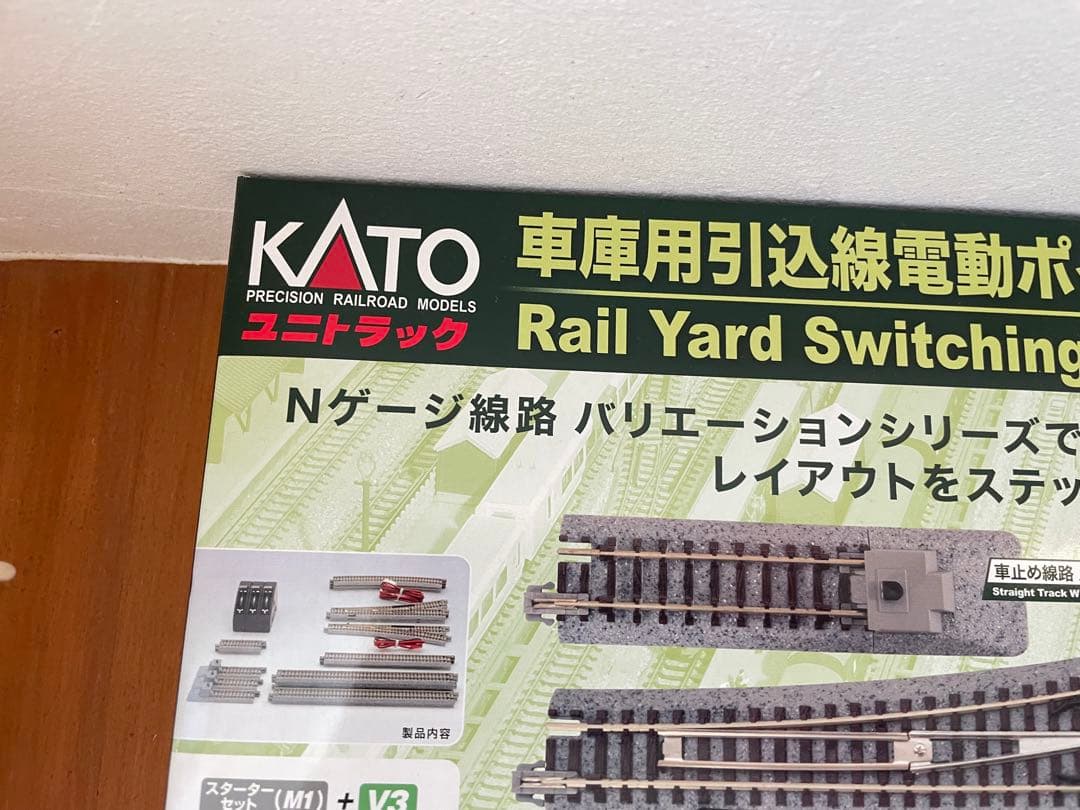 KATO
PRECISION RAILROAD MODELS
ユニトラック
車庫用引込線電動ポ
Rail Yard Switching
Nゲージ線路 バリエーションシリーズで
レイアウトをステッ
車止め線路
Straight Track W
製品内容
スターター
セット (M1) + V3